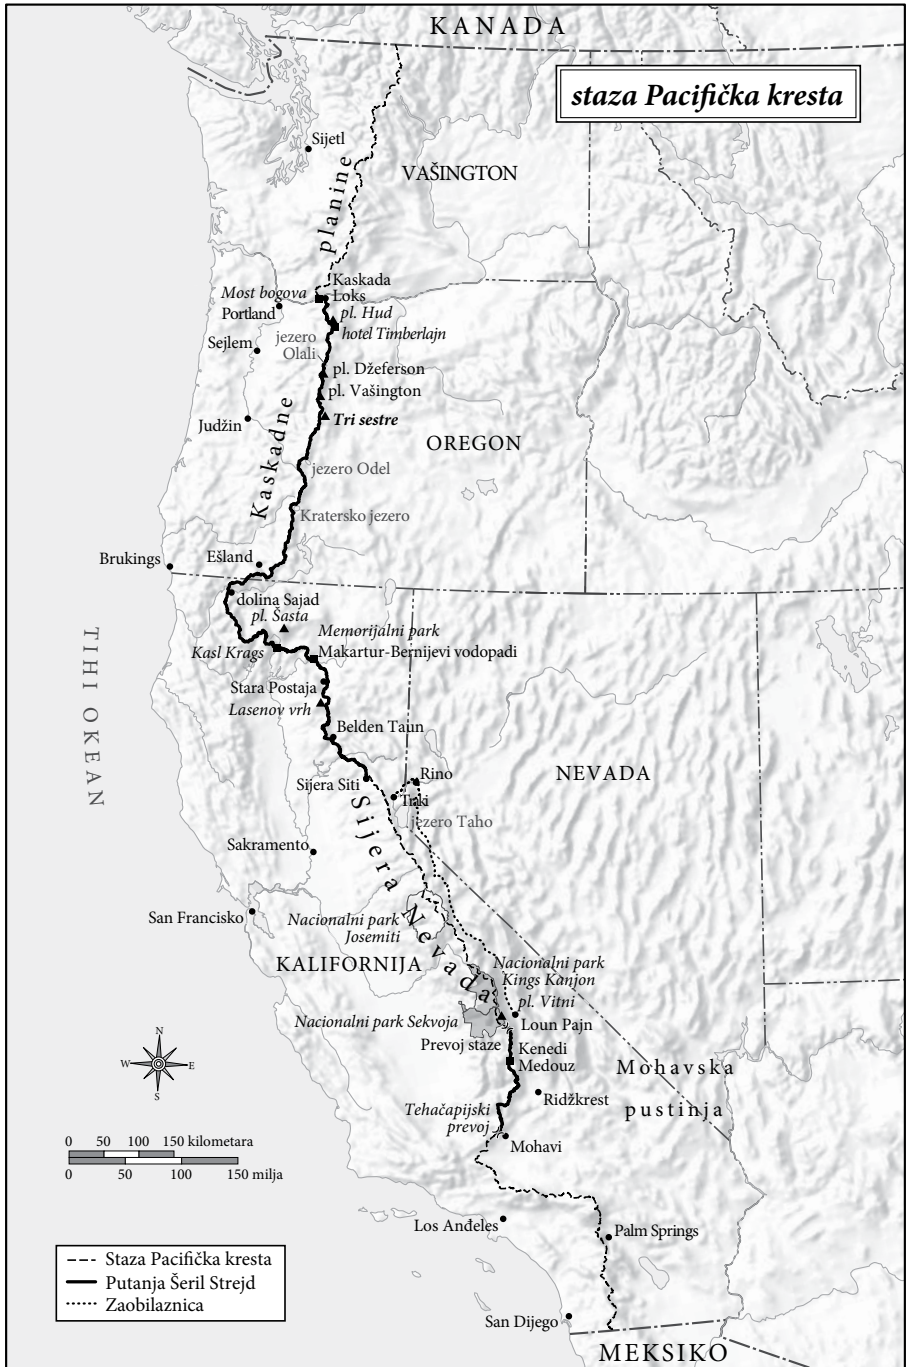 KANADA
staza Pacifička kresta
Sijetl
VAŠINGTON
planine
Kaskada
Loks
Most bogova
Portland
pl. Hud
hotel Timberlajn
Sejlem
jezero
Olali
pl. Džeferson
pl. Vašington
Tri sestre
Judžin
Kaskadne
OREGON
jezero Odel
Kratersko jezero
Brukings
Ešland
dolina Sajad
pl. Šasta
Memorijalni park
Makartur-Bernijevi vodopadi
Kasl Krags
Stara Postaja
Lasenov vrh
TIHI OKEAN
Belden Taun
Sijera Siti
Rino
NEVADA
Traki
jezero Taho
Sijera Nevada
Sakramento
San Francisko
Nacionalni park
Josemiti
KALIFORNIJA
Nacionalni park
Kings Kanjon
pl. Vitni
Nacionalni park Sekvoja
Loun Pajn
Prevoj staze
Kenedi
Medouz
Mohavska
pustinja
Ridžkrest
Tehačapijski
prevoj
Mohavi
N
W
E
S
0 50 100 150 kilometara
0 50 100 150 milja
Los Anđeles
Palm Springs
Staza Pacifička kresta
Putanja Šeril Strejd
Zaobilaznica
San Dijego
MEKSIKO